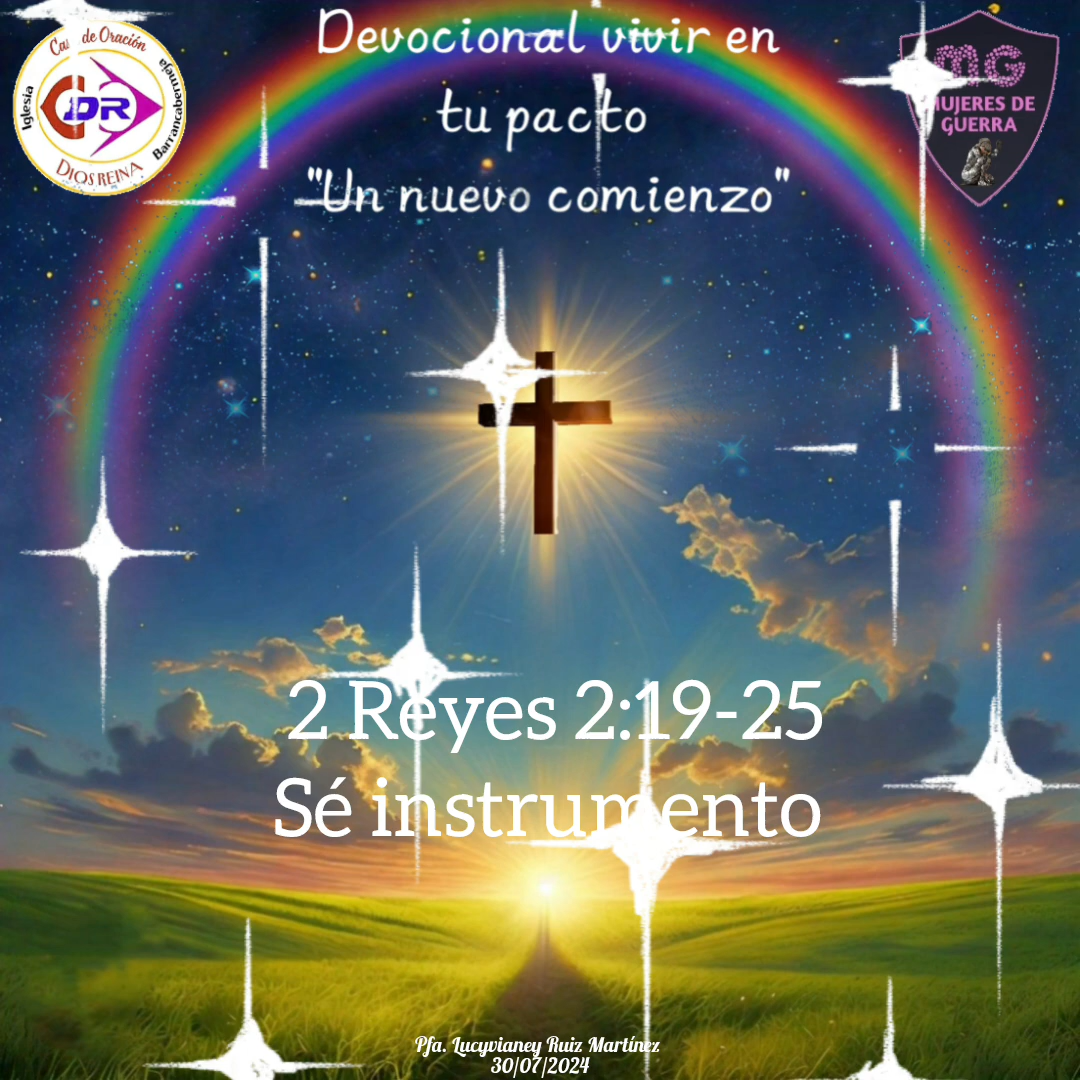 Devocional vivir en
tu pacto
"Un nuevo comienzo"
de Oración
Iglesia
DR
Barrancabermeja
DIOS REINA
MG
MUJERES DE
GUERRA
2 Reyes 2:19-25
Sé instrumento
Pfa. Lucyvianey Ruiz Martínez
30/07/2024